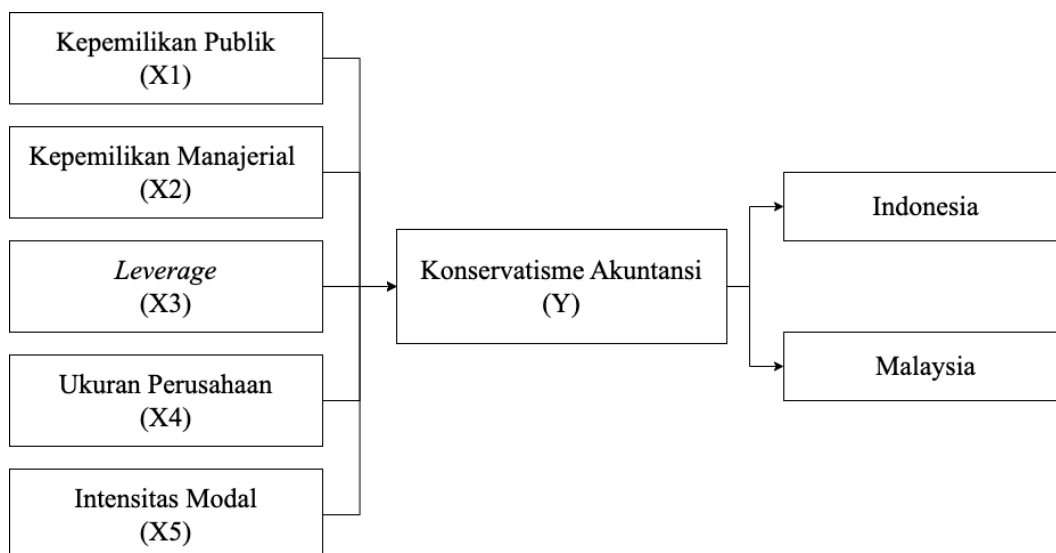 Kepemilikan Publik
(X1)
Kepemilikan Manajerial
(X2)
Leverage
(X3)
Ukuran Perusahaan
(X4)
Intensitas Modal
(X5)
Konservatisme Akuntansi
(Y)
Indonesia
Malaysia